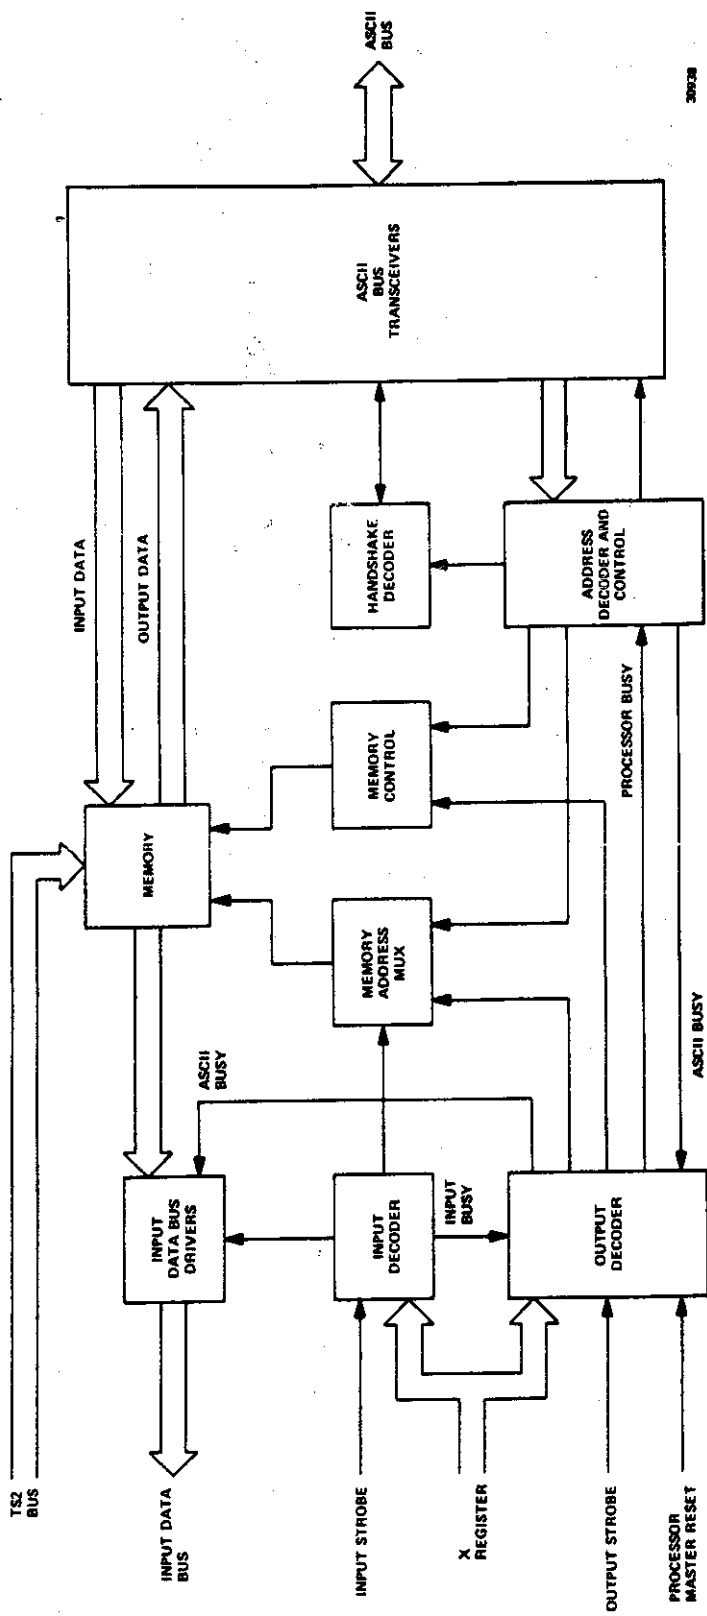 TS2
BUS
INPUT DATA
BUS
INPUT STROBE
X
REGISTER
OUTPUT STROBE
PROCESSOR
MASTER RESET
INPUT
DATA BUS
DRIVERS
INPUT
DECODER
INPUT
BUSY
OUTPUT
DECODER
ASCII
BUSY
MEMORY
MEMORY
ADDRESS
MUX
MEMORY
CONTROL
ASCII BUSY
PROCESSOR BUSY
INPUT DATA
OUTPUT DATA
HANDSHAKE
DECODER
ADDRESS
DECODER AND
CONTROL
ASCII
BUS
TRANSCEIVERS
ASCII
BUS
30938